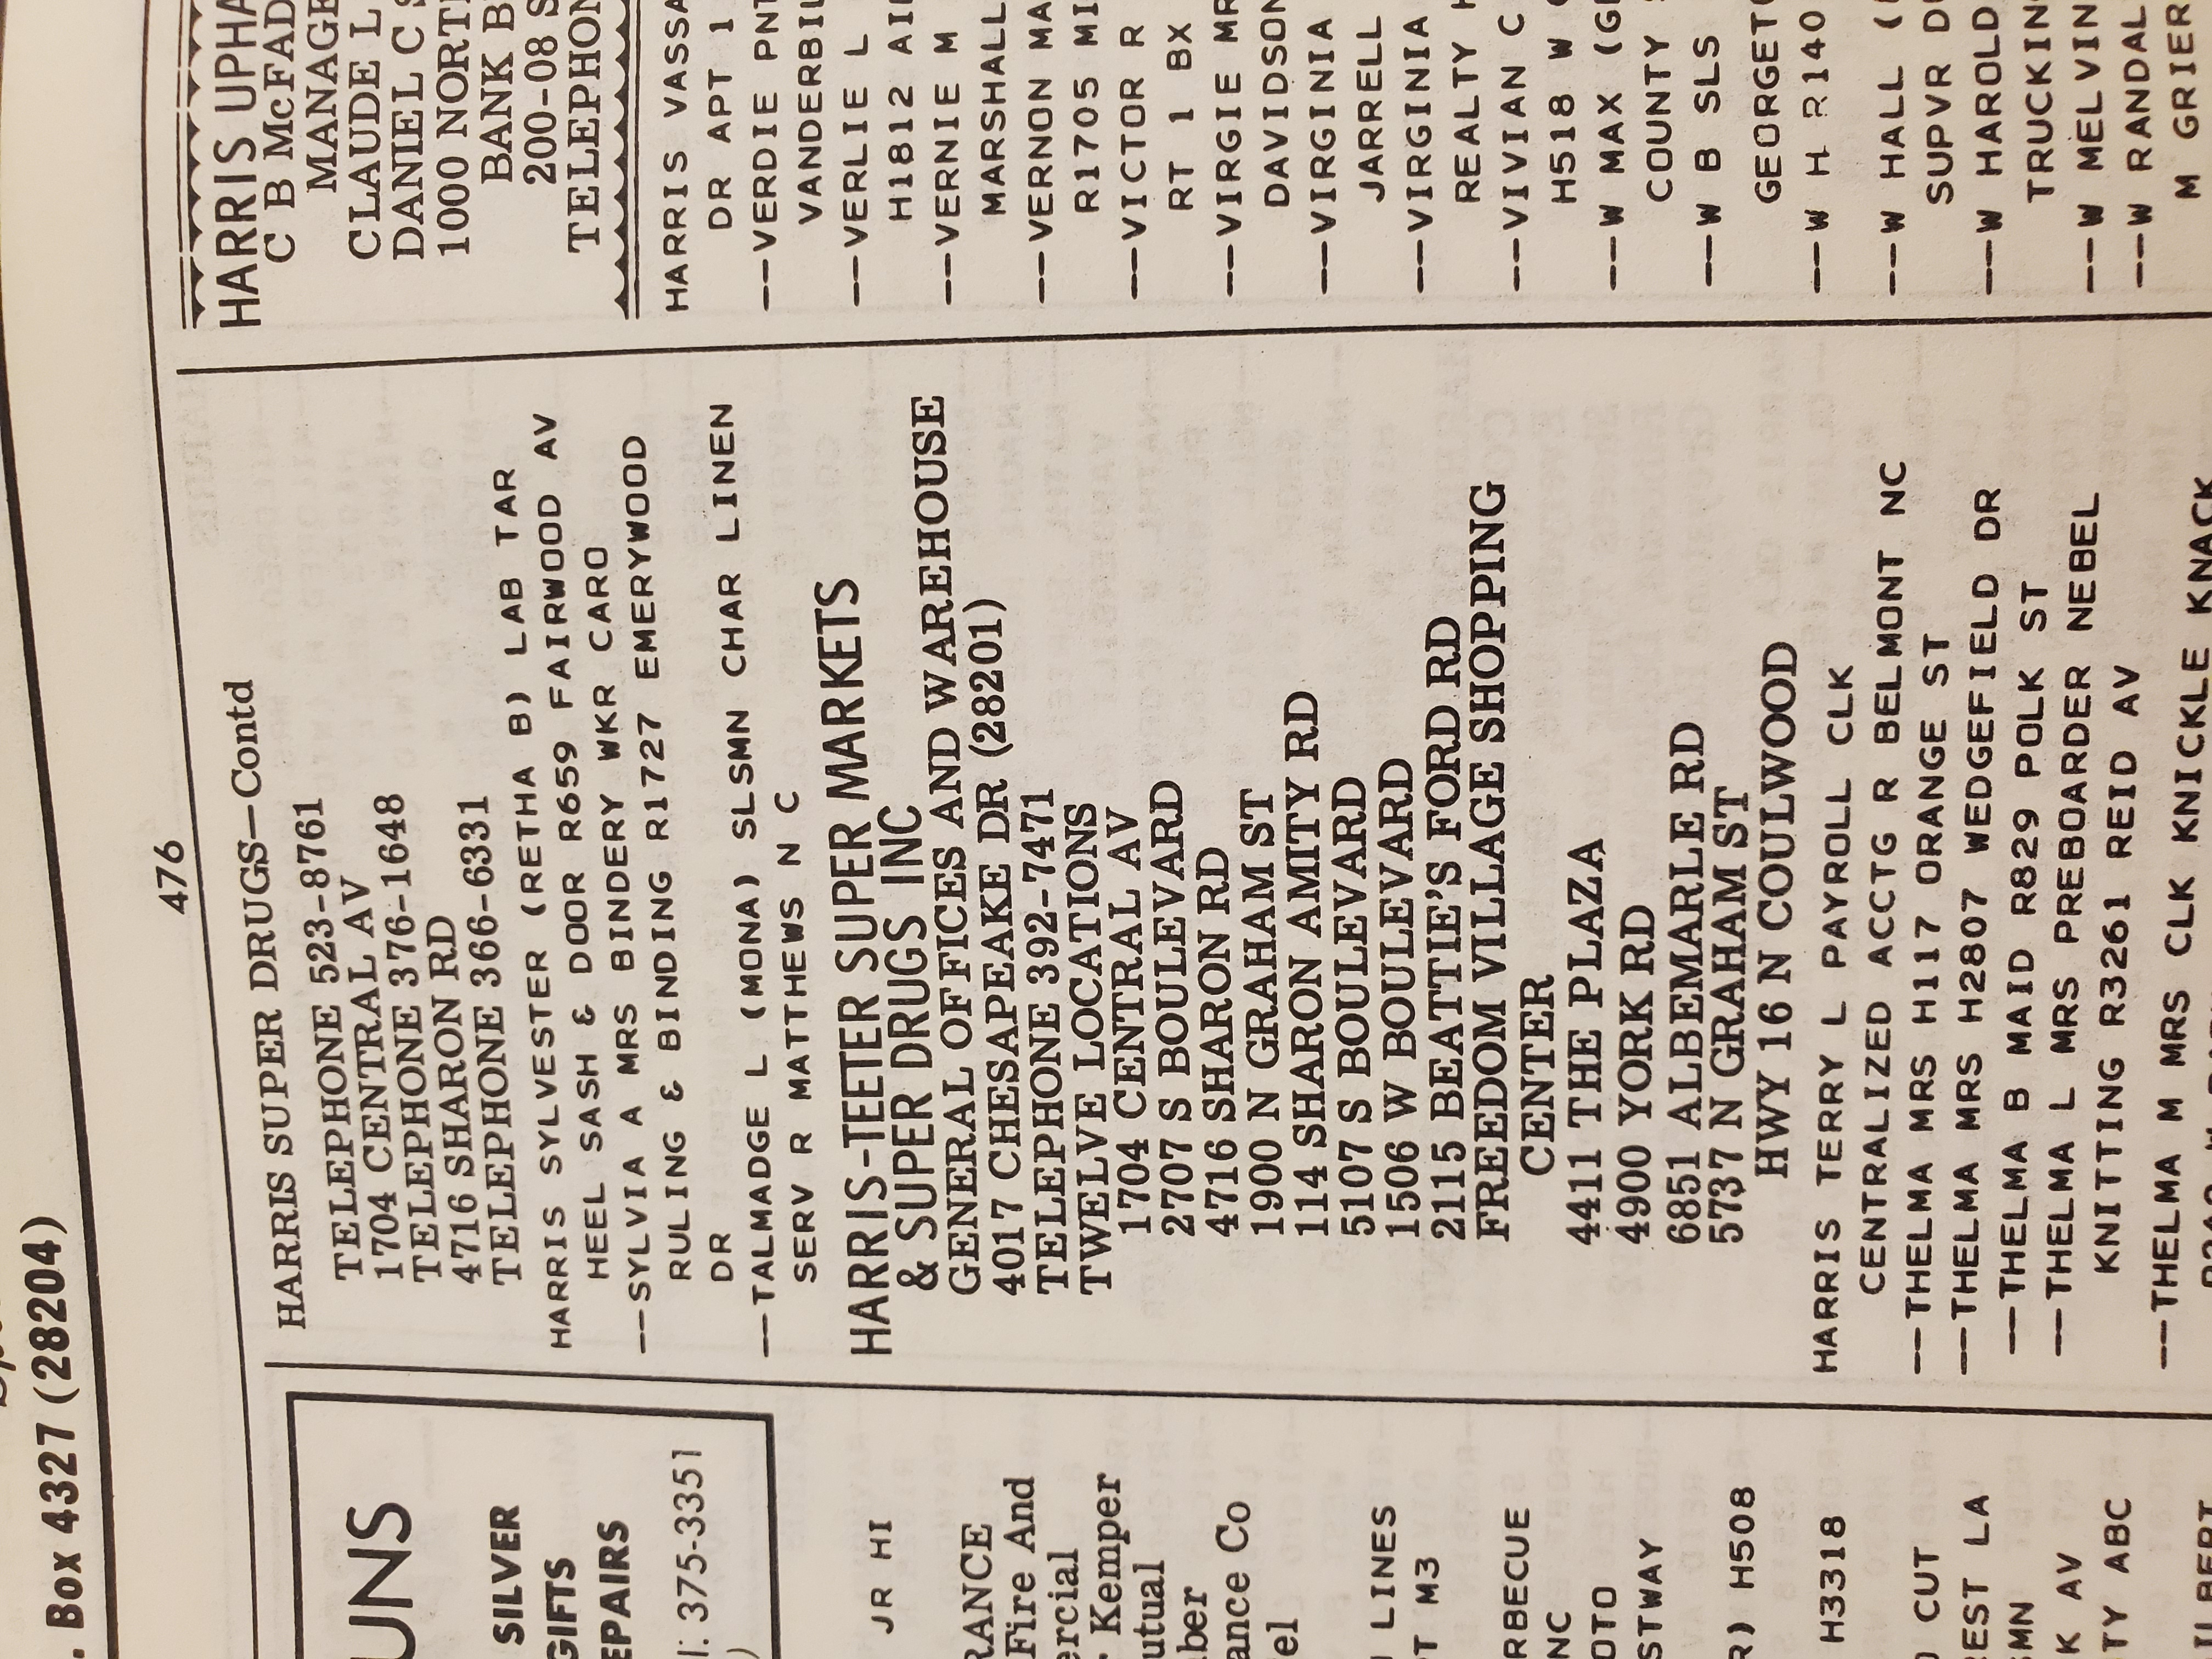 . Box 4327 (28204)
476
UNS
SILVER
GIFTS
EPAIRS
l: 375-3351
)
JR HI
RANCE
Fire And
ercial
Kemper
utual
ber
ance Co
el
LINES
T M3
RBECUE
NC
OTO
STWAY
R) H508
H3318
CUT
REST LA
SMN
K AV
TY ABC
HARRIS SUPER DRUGS—Contd
TELEPHONE 523-8761
1704 CENTRAL AV
TELEPHONE 376-1648
4716 SHARON RD
TELEPHONE 366-6331
HARRIS SYLVESTER (RETHA B) LAB TAR
HEEL SASH & DOOR R659 FAIRWOOD AV
——SYLVIA A MRS BINDERY WKR CARO
RULING & BINDING R1727 EMERYWOOD
DR
——TALMADGE L (MONA) SLSMN CHAR LINEN
SERV R MATTHEWS N C
HARRIS-TEETER SUPER MARKETS
& SUPER DRUGS INC
GENERAL OFFICES AND WAREHOUSE
4017 CHESAPEAKE DR (28201)
TELEPHONE 392-7471
TWELVE LOCATIONS
1704 CENTRAL AV
2707 S BOULEVARD
4716 SHARON RD
1900 N GRAHAM ST
114 SHARON AMITY RD
5107 S BOULEVARD
1506 W BOULEVARD
2115 BEATTIE'S FORD RD
FREEDOM VILLAGE SHOPPING
CENTER
4411 THE PLAZA
4900 YORK RD
6851 ALBEMARLE RD
5737 N GRAHAM ST
HWY 16 N COULWOOD
HARRIS TERRY L PAYROLL CLK
CENTRALIZED ACCTG R BELMONT NC
——THELMA MRS H117 ORANGE ST
——THELMA MRS H2807 WEDGEFIELD DR
——THELMA B MAID R829 POLK ST
——THELMA L MRS PREBOARDER NEBEL
KNITTING R3261 REID AV
——THELMA M MRS CLK KNICKLE KNACK
HARRIS UPHA
C B McFAD
MANAGE
CLAUDE L
DANIEL C S
1000 NORTH
BANK B
200-08 S
TELEPHON
HARRIS VASSA
DR APT 1
——VERDIE PNT
VANDERBIL
——VERLIE L
H1812 AI
——VERNIE M
MARSHALL
——VERNON MA
R1705 MI
——VICTOR R
RT 1 BX
——VIRGIE MR
DAVIDSON
——VIRGINIA
JARRELL
——VIRGINIA
REALTY H
——VIVIAN C
H518 W
——W MAX (G
COUNTY
——W B SLS
GEORGETO
——W H R140
——W HALL (
SUPVR D
——W HAROLD
TRUCKIN
——W MELVIN
——W RANDAL
M GRIER